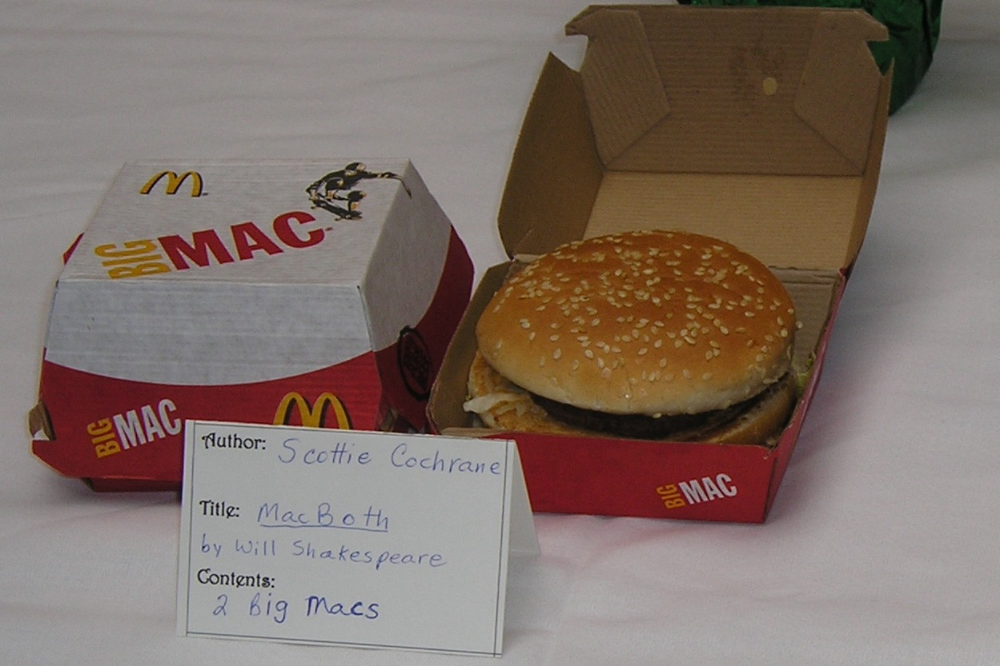 BIG MAC
BIG MAC
BIG MAC
Author: Scottie Cochrane
Title: MacBoth
by Will Shakespeare
Contents:
2 Big Macs